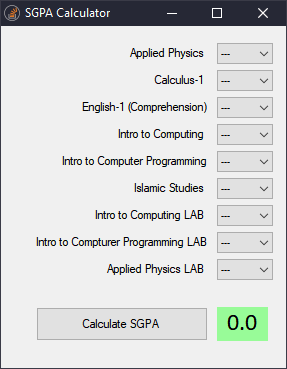 SGPA Calculator
Applied Physics ---
Calculus-1 ---
English-1 (Comprehension) ---
Intro to Computing ---
Intro to Computer Programming ---
Islamic Studies ---
Intro to Computing LAB ---
Intro to Compturer Programming LAB ---
Applied Physics LAB ---
Calculate SGPA 0.0